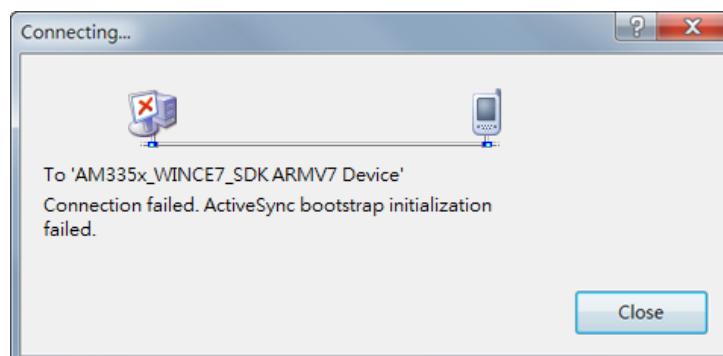 Connecting...
To 'AM335x_WINCE7_SDK ARMV7 Device'
Connection failed. ActiveSync bootstrap initialization
failed.
Close